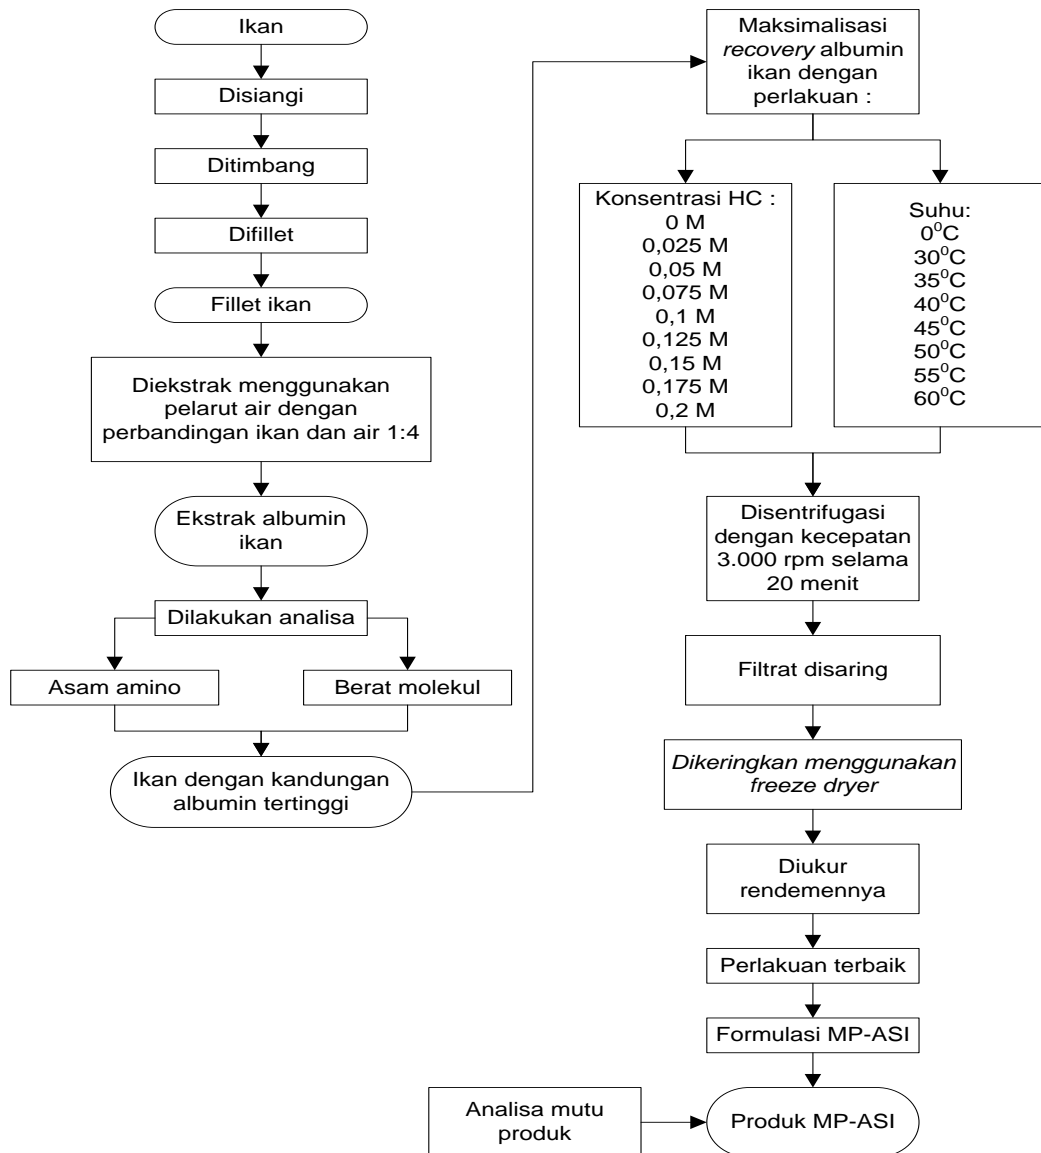 Ikan
Disiangi
Ditimbang
Difillet
Fillet ikan
Diekstrak menggunakan
pelarut air dengan
perbandingan ikan dan air 1:4
Ekstrak albumin
ikan
Dilakukan analisa
Asam amino
Berat molekul
Ikan dengan kandungan
albumin tertinggi
Maksimalisasi
recovery albumin
ikan dengan
perlakuan :
Konsentrasi HC :
0 M
0,025 M
0,05 M
0,075 M
0,1 M
0,125 M
0,15 M
0,175 M
0,2 M
Suhu:
0⁰C
30⁰C
35⁰C
40⁰C
45⁰C
50⁰C
55⁰C
60⁰C
Disentrifugasi
dengan kecepatan
3.000 rpm selama
20 menit
Filtrat disaring
Dikeringkan menggunakan
freeze dryer
Diukur
rendemennya
Perlakuan terbaik
Formulasi MP-ASI
Analisa mutu
produk
Produk MP-ASI